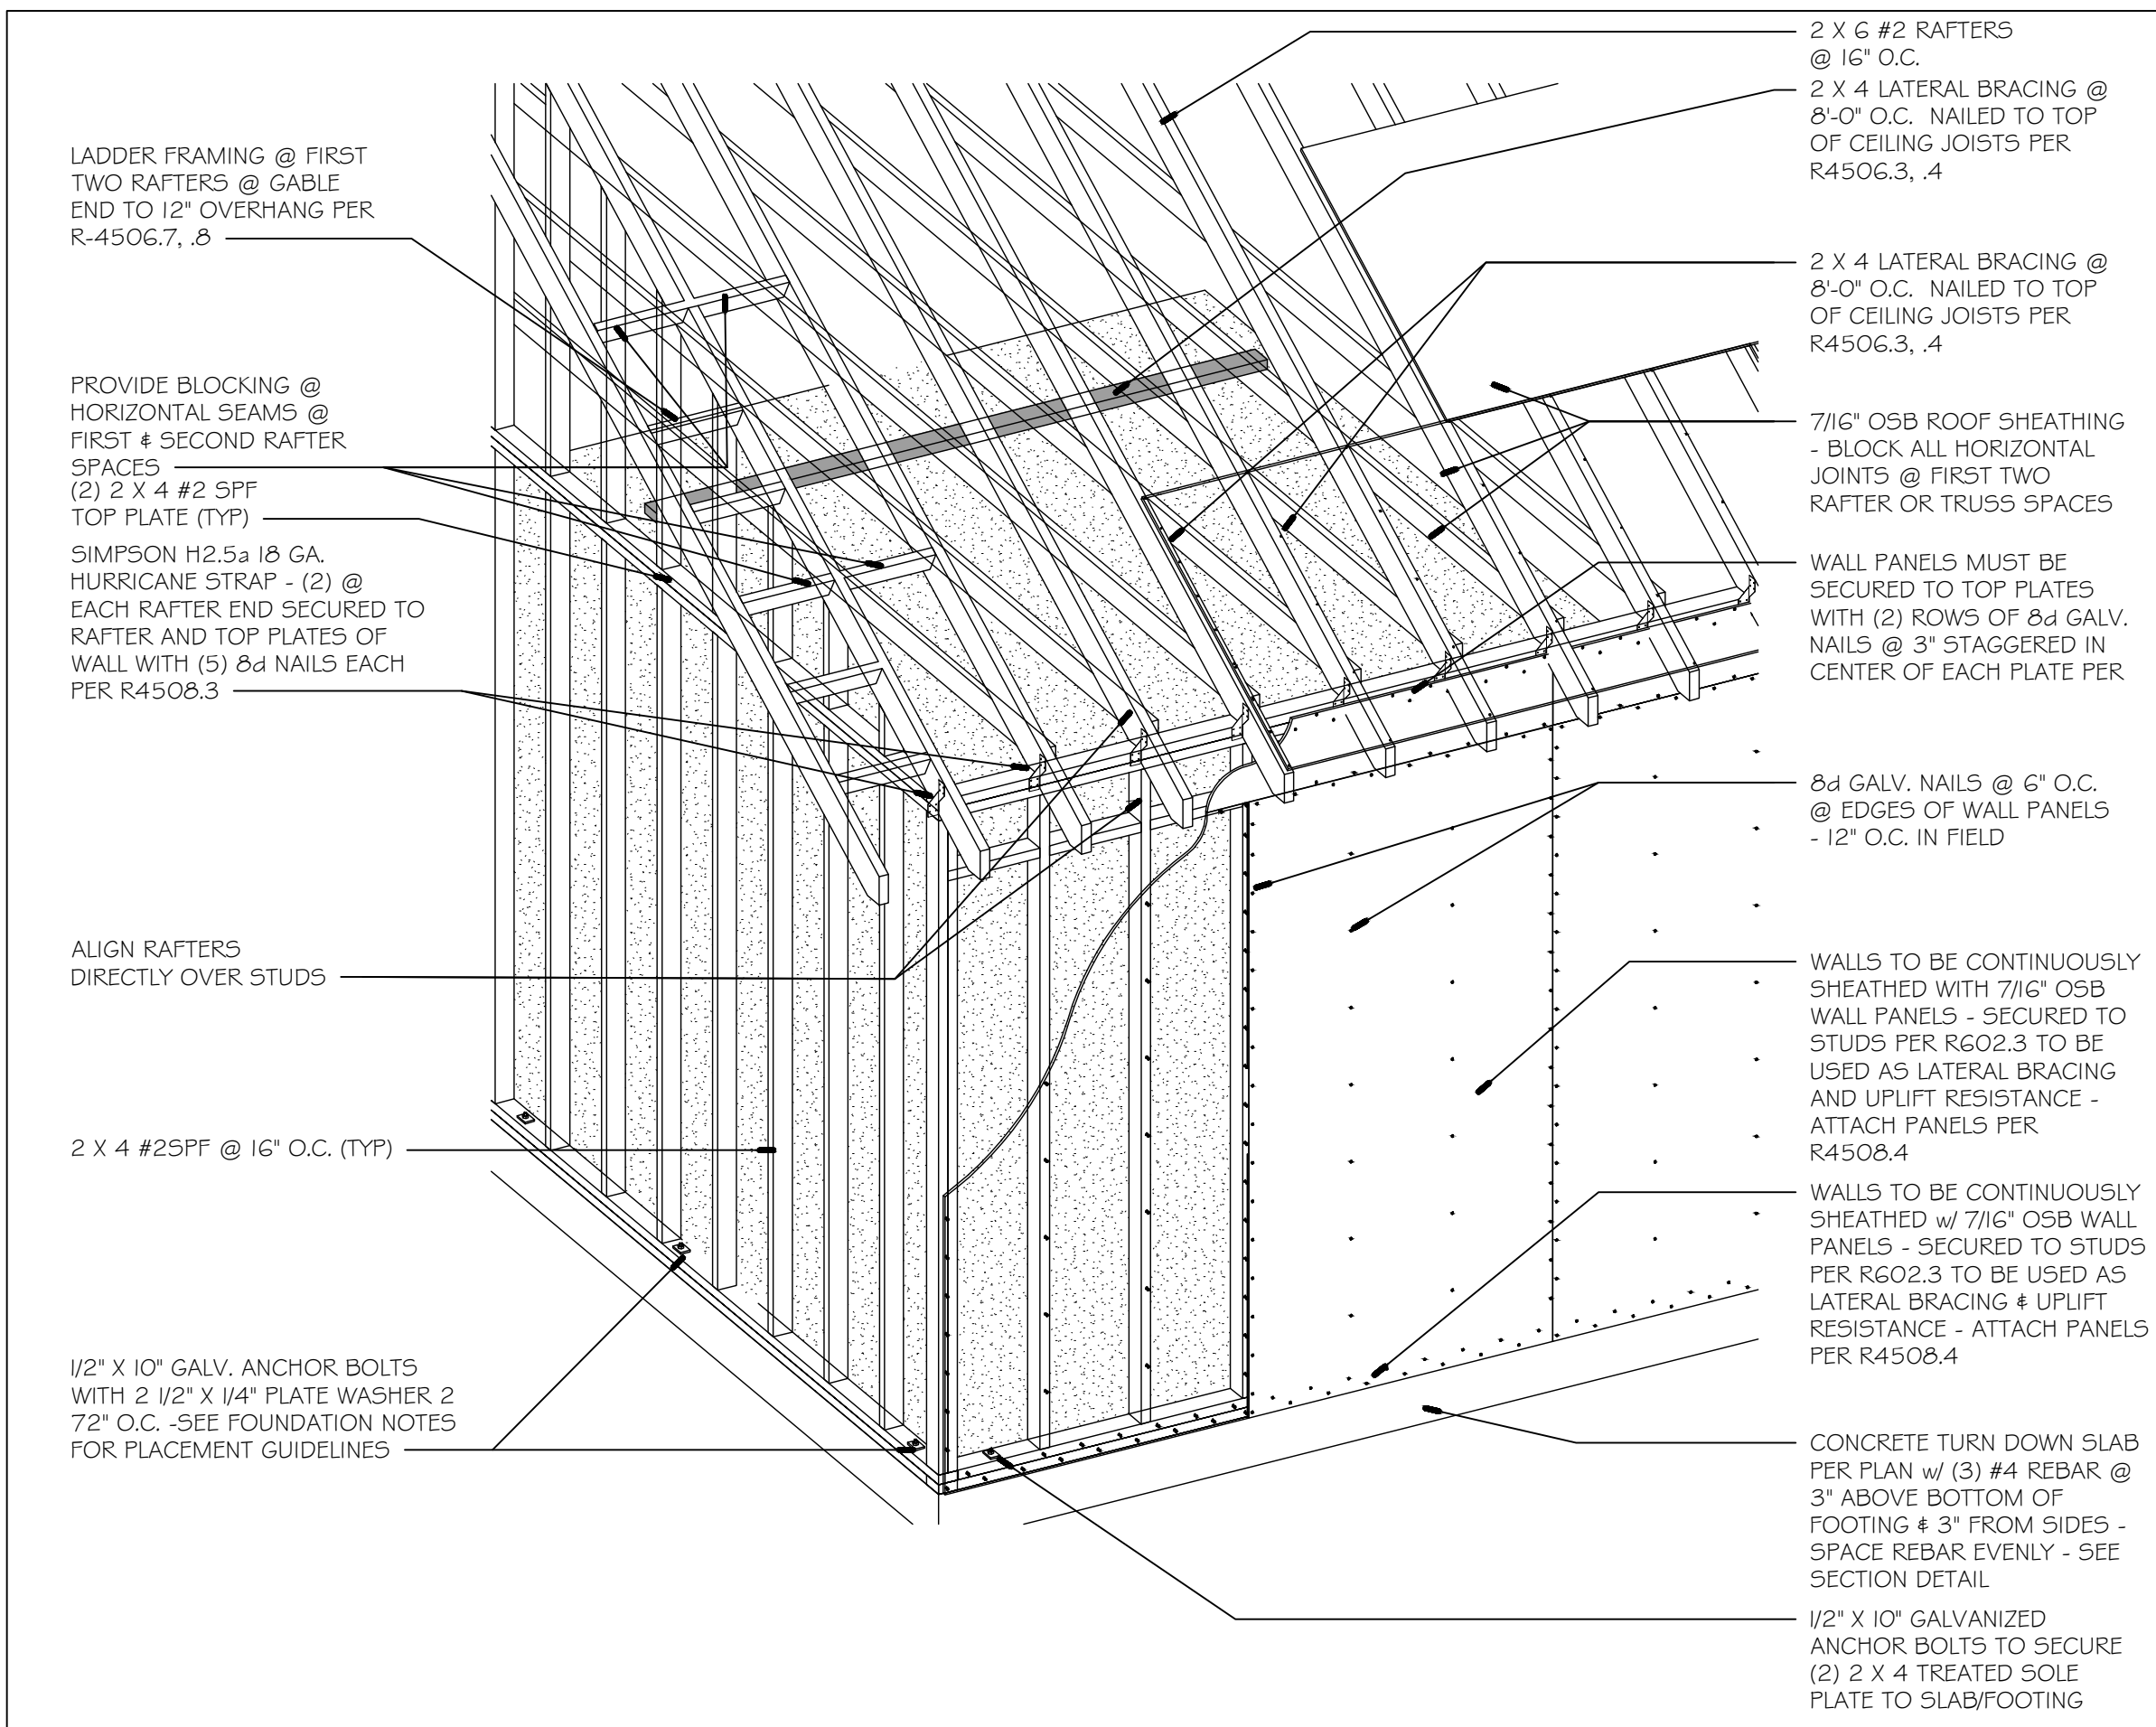 LADDER FRAMING @ FIRST
TWO RAFTERS @ GABLE
END TO 12" OVERHANG PER
R-4506.7, .8
PROVIDE BLOCKING @
HORIZONTAL SEAMS @
FIRST & SECOND RAFTER
SPACES
(2) 2 X 4 #2 SPF
TOP PLATE (TYP)
SIMPSON H2.5a 18 GA.
HURRICANE STRAP - (2) @
EACH RAFTER END SECURED TO
RAFTER AND TOP PLATES OF
WALL WITH (5) 8d NAILS EACH
PER R4508.3
ALIGN RAFTERS
DIRECTLY OVER STUDS
2 X 4 #2SPF @ 16" O.C. (TYP)
1/2" X 10" GALV. ANCHOR BOLTS
WITH 2 1/2" X 1/4" PLATE WASHER 2
72" O.C. -SEE FOUNDATION NOTES
FOR PLACEMENT GUIDELINES
2 X 6 #2 RAFTERS
@ 16" O.C.
2 X 4 LATERAL BRACING @
8'-0" O.C. NAILED TO TOP
OF CEILING JOISTS PER
R4506.3, .4
2 X 4 LATERAL BRACING @
8'-0" O.C. NAILED TO TOP
OF CEILING JOISTS PER
R4506.3, .4
7/16" OSB ROOF SHEATHING
- BLOCK ALL HORIZONTAL
JOINTS @ FIRST TWO
RAFTER OR TRUSS SPACES
WALL PANELS MUST BE
SECURED TO TOP PLATES
WITH (2) ROWS OF 8d GALV.
NAILS @ 3" STAGGERED IN
CENTER OF EACH PLATE PER
8d GALV. NAILS @ 6" O.C.
@ EDGES OF WALL PANELS
- 12" O.C. IN FIELD
WALLS TO BE CONTINUOUSLY
SHEATHED WITH 7/16" OSB
WALL PANELS - SECURED TO
STUDS PER R602.3 TO BE
USED AS LATERAL BRACING
AND UPLIFT RESISTANCE -
ATTACH PANELS PER
R4508.4
WALLS TO BE CONTINUOUSLY
SHEATHED w/ 7/16" OSB WALL
PANELS - SECURED TO STUDS
PER R602.3 TO BE USED AS
LATERAL BRACING & UPLIFT
RESISTANCE - ATTACH PANELS
PER R4508.4
CONCRETE TURN DOWN SLAB
PER PLAN w/ (3) #4 REBAR @
3" ABOVE BOTTOM OF
FOOTING & 3" FROM SIDES -
SPACE REBAR EVENLY - SEE
SECTION DETAIL
1/2" X 10" GALVANIZED
ANCHOR BOLTS TO SECURE
(2) 2 X 4 TREATED SOLE
PLATE TO SLAB/FOOTING